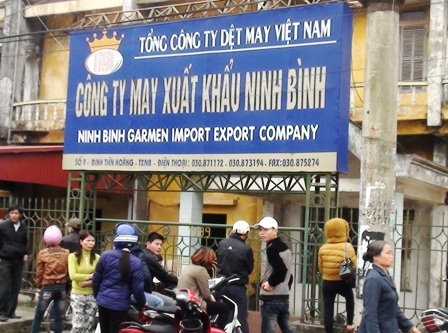 TỔNG CÔNG TY DỆT MAY VIỆT NAM
CÔNG TY MAY XUẤT KHẨU NINH BÌNH
NINH BINH GARMEN IMPORT EXPORT COMPANY
SỐ 1 - ĐINH TIÊN HOÀNG - TXNB - ĐIỆN THOẠI : 030.871172 - 030.873194 - FAX:030.875274